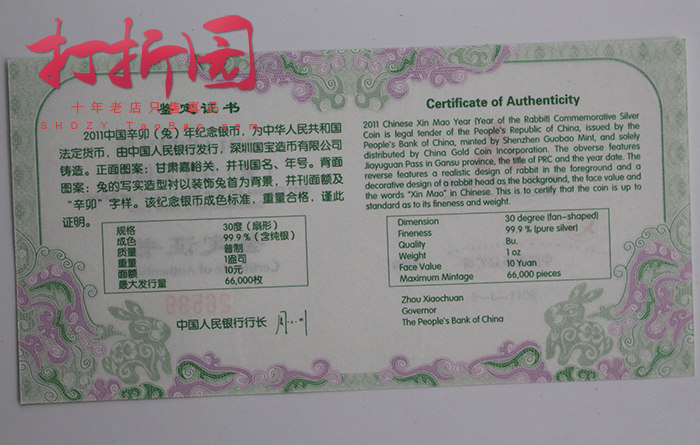 打折网
十年老店只售真品
SHDZY.TaoBao.com
鉴定证书
2011中国辛卯（兔）年纪念银币，为中华人民共和国
法定货币，由中国人民银行发行，深圳国宝造币有限公司
铸造。正面图案：甘肃嘉峪关，并刊国名、年号。背面
图案：兔的写实造型衬以装饰兔首为背景，并刊面额及
“辛卯”字样。该纪念银币成色标准，重量合格，谨此
证明。
规格 30度（扇形）
成色 99.9%（含纯银）
质量 普制
重量 1盎司
面额 10元
最大发行量 66,000枚
中国人民银行行长
Certificate of Authenticity
2011 Chinese Xin Mao Year (Year of the Rabbit) Commemorative Silver
Coin is legal tender of the People's Republic of China, issued by the
People's Bank of China, minted by Shenzhen Guobao Mint, and solely
distributed by China Gold Coin Incorporation. The obverse features
Jiayuguan Pass in Gansu province, the title of PRC and the year date. The
reverse features a realistic design of rabbit in the foreground and a
decorative design of a rabbit head as the background, the face value and
the words "Xin Mao" in Chinese. This is to certify that the coin is up to
standard as to its fineness and weight.
Dimension 30 degree (fan-shaped)
Fineness 99.9 % (pure silver)
Quality Bu.
Weight 1 oz
Face Value 10 Yuan
Maximum Mintage 66,000 pieces
Zhou Xiaochuan
Governor
The People's Bank of China